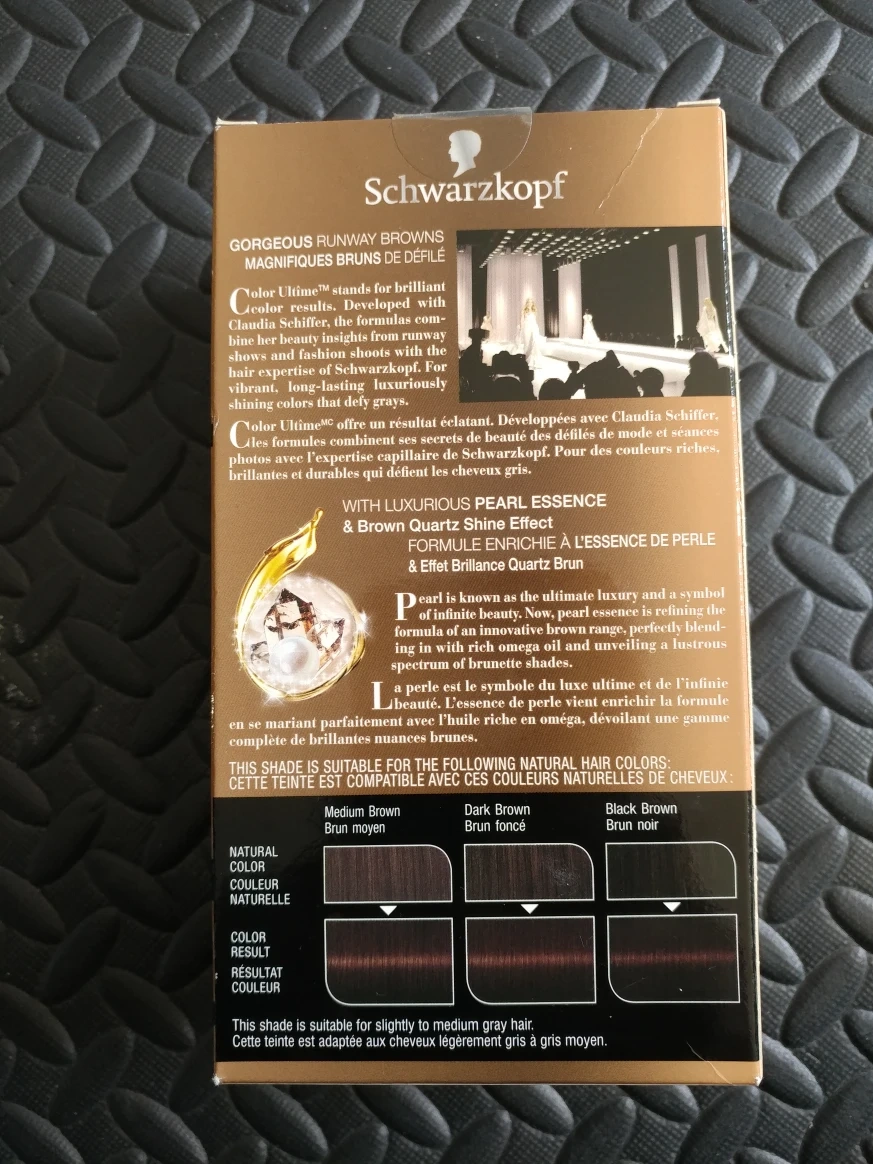 Schwarzkopf
GORGEOUS RUNWAY BROWNS
MAGNIFIQUES BRUNS DE DÉFILÉ
Color Ultîme™ stands for brilliant
color results. Developed with
Claudia Schiffer, the formulas com-
bine her beauty insights from runway
shows and fashion shoots with the
hair expertise of Schwarzkopf. For
vibrant, long-lasting luxuriously
shining colors that defy grays.
Color Ultîmeᴹᶜ offre un résultat éclatant. Développées avec Claudia Schiffer,
les formules combinent ses secrets de beauté des défilés de mode et séances
photos avec l'expertise capillaire de Schwarzkopf. Pour des couleurs riches,
brillantes et durables qui défient les cheveux gris.
WITH LUXURIOUS PEARL ESSENCE
& Brown Quartz Shine Effect
FORMULE ENRICHIE À L'ESSENCE DE PERLE
& Effet Brillance Quartz Brun
Pearl is known as the ultimate luxury and a symbol
of infinite beauty. Now, pearl essence is refining the
formula of an innovative brown range, perfectly blend-
ing in with rich omega oil and unveiling a lustrous
spectrum of brunette shades.
La perle est le symbole du luxe ultime et de l'infinie
beauté. L'essence de perle vient enrichir la formule
en se mariant parfaitement avec l'huile riche en oméga, dévoilant une gamme
complète de brillantes nuances brunes.
THIS SHADE IS SUITABLE FOR THE FOLLOWING NATURAL HAIR COLORS:
CETTE TEINTE EST COMPATIBLE AVEC CES COULEURS NATURELLES DE CHEVEUX:
Medium Brown
Brun moyen
Dark Brown
Brun foncé
Black Brown
Brun noir
NATURAL
COLOR
COULEUR
NATURELLE
COLOR
RESULT
RÉSULTAT
COULEUR
This shade is suitable for slightly to medium gray hair.
Cette teinte est adaptée aux cheveux légèrement gris à gris moyen.